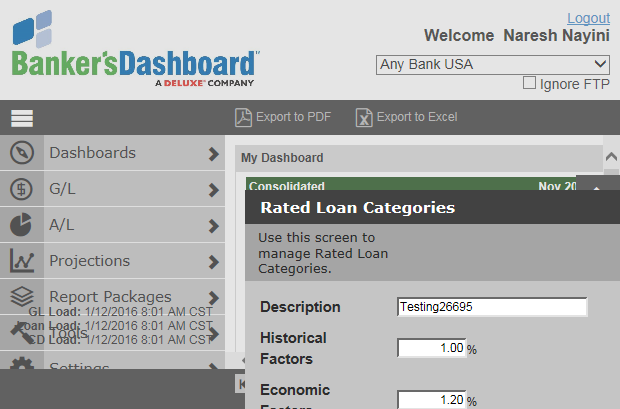 Logout
Welcome Naresh Nayini
Banker'sDashboard™
A DELUXE® COMPANY
Any Bank USA
Ignore FTP
Export to PDF
Export to Excel
Dashboards
G/L
A/L
Projections
Report Packages
GL Load: 1/12/2016 8:01 AM CST
Loan Load: 1/12/2016 8:01 AM CST
Tools
CD Load: 1/12/2016 8:01 AM CST
Settings
My Dashboard
Consolidated Nov 20
Rated Loan Categories
Use this screen to
manage Rated Loan
Categories.
Description Testing26695
Historical
Factors
1.00 %
Economic
Factors
1.20 %
K